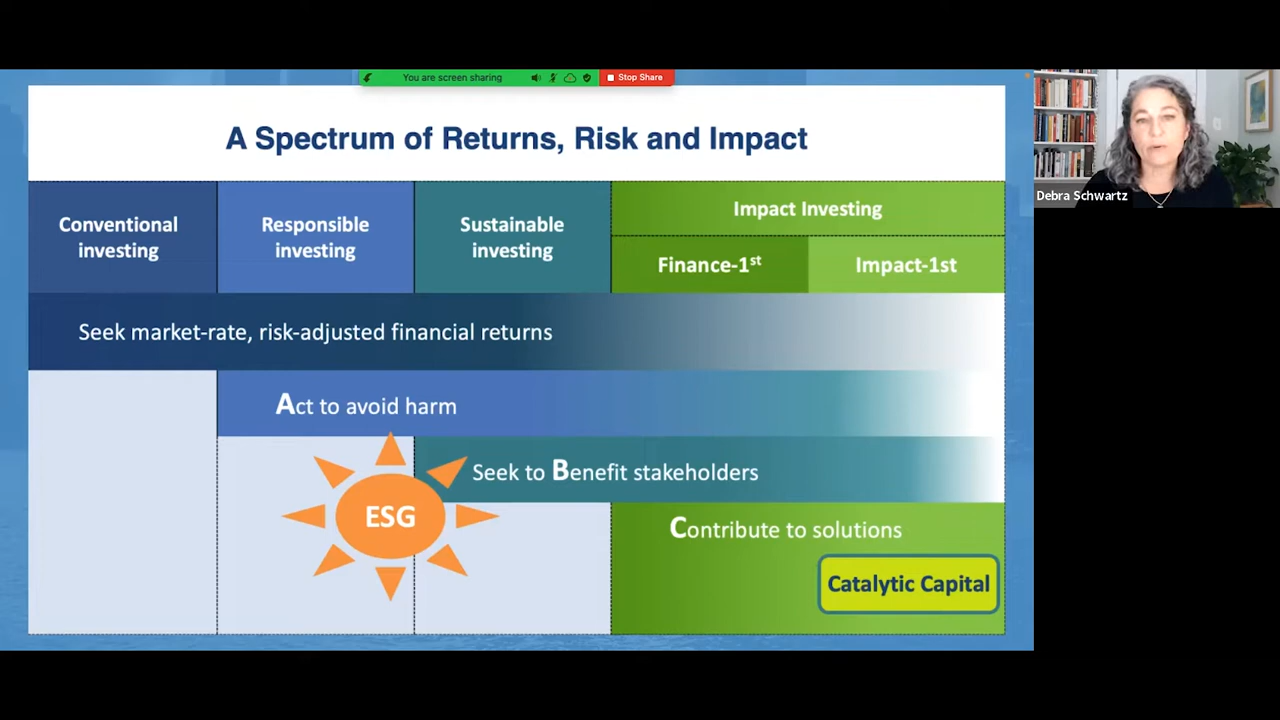 You are screen sharing
Stop Share
A Spectrum of Returns, Risk and Impact
Debra Schwartz
Conventional
investing
Responsible
investing
Sustainable
investing
Impact Investing
Finance-1st
Impact-1st
Seek market-rate, risk-adjusted financial returns
Act to avoid harm
Seek to Benefit stakeholders
ESG
Contribute to solutions
Catalytic Capital